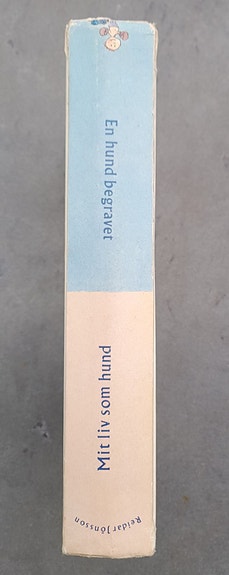 En hund begravet
Mit liv som hund
Reidar Jönsson